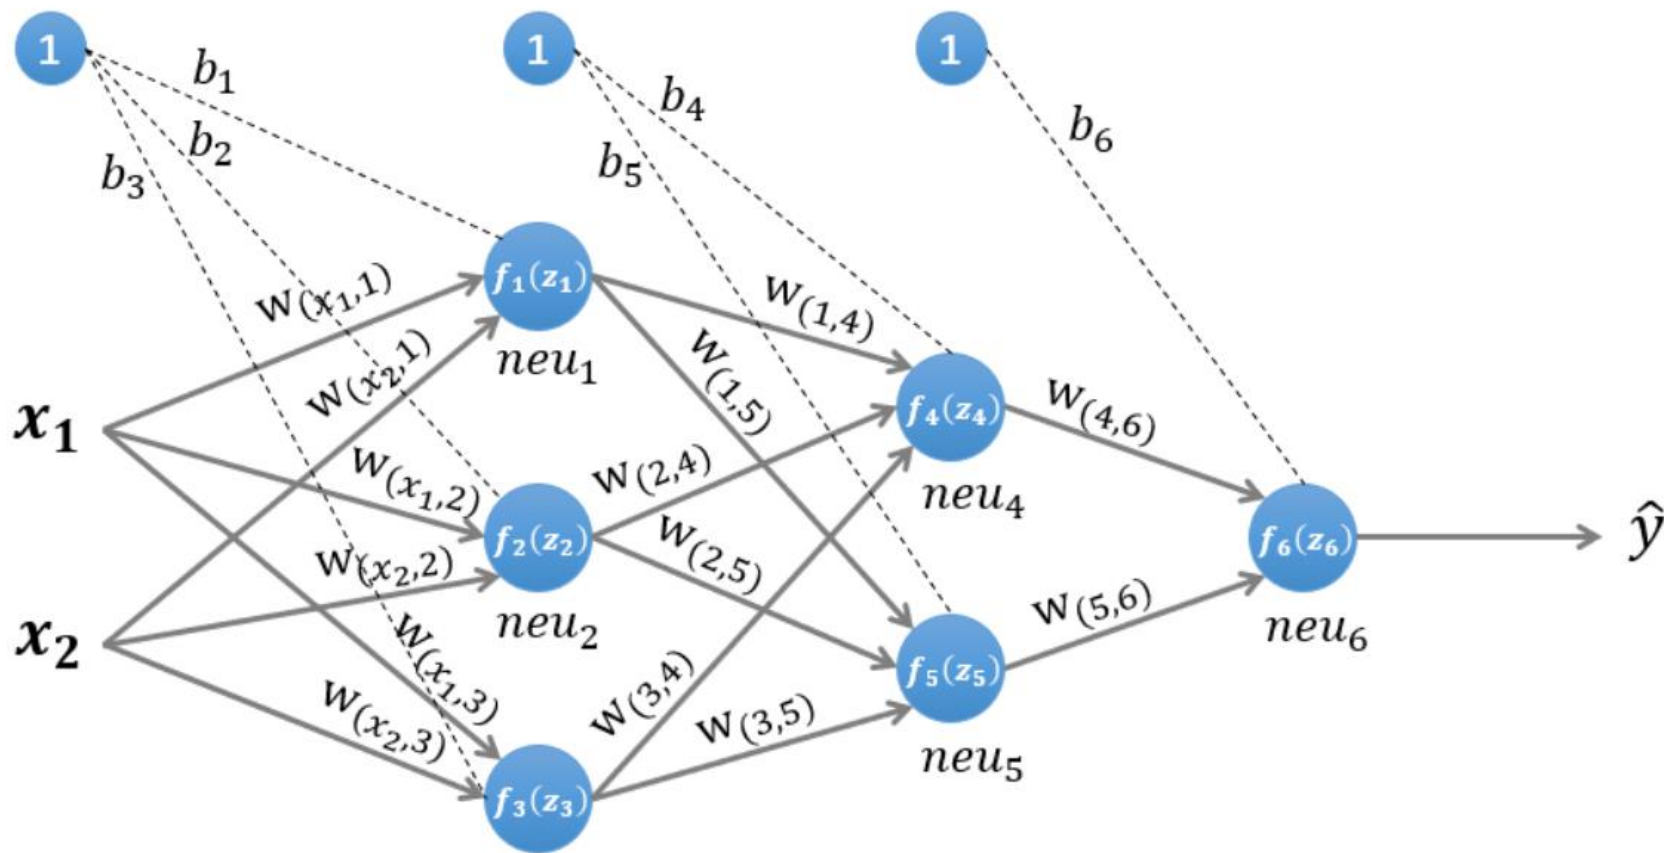 1 1 1
b₁
b₂
b₃
b₄
b₅
b₆
x₁
x₂
W(x₁,1)
W(x₂,1)
W(x₁,2)
W(x₂,2)
W(x₁,3)
W(x₂,3)
f₁(z₁)
neu₁
f₂(z₂)
neu₂
f₃(z₃)
W(1,4)
W(1,5)
W(2,4)
W(2,5)
W(3,4)
W(3,5)
f₄(z₄)
neu₄
f₅(z₅)
neu₅
W(4,6)
W(5,6)
f₆(z₆)
neu₆
ŷ